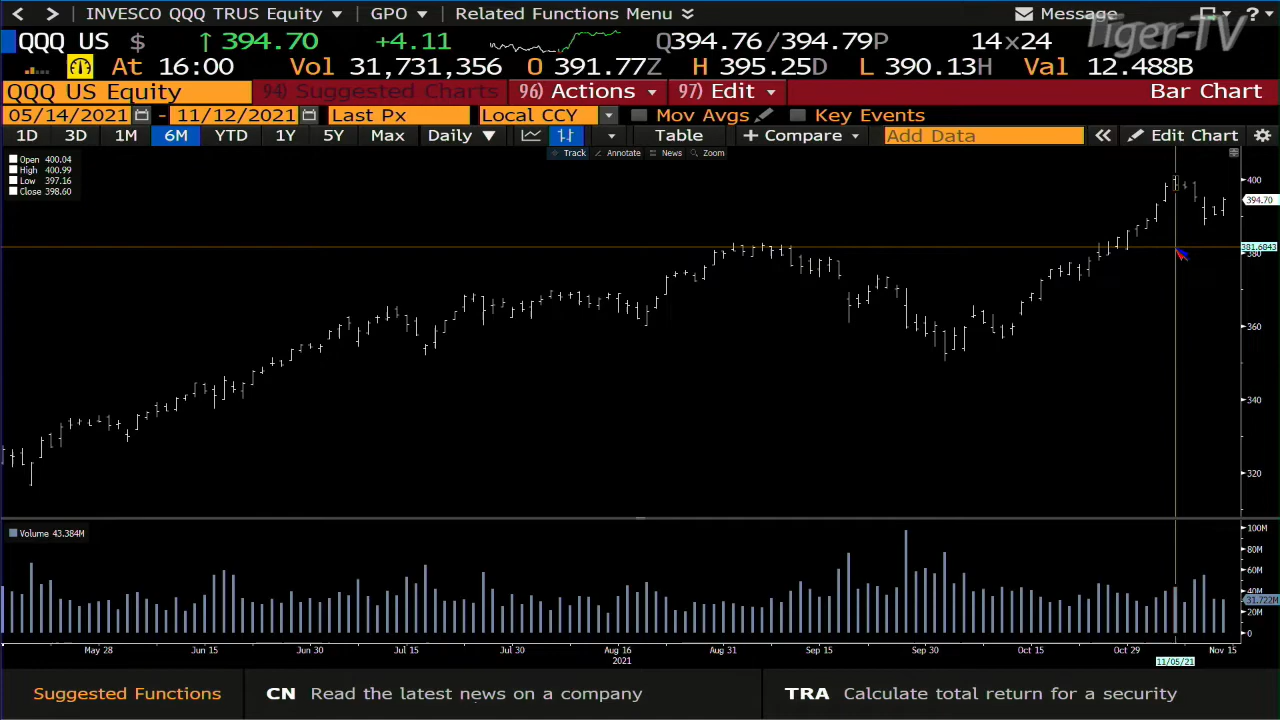 INVESCO QQQ TRUS Equity GPO Related Functions Menu Message ?
Tiger-TV
QQQ US $ ↑ 394.70 +4.11 Q394.76/394.79P 14x24
At 16:00 Vol 31,731,356 O 391.77Z H 395.25D L 390.13H Val 12.488B
QQQ US Equity 94) Suggested Charts 96) Actions 97) Edit Bar Chart
05/14/2021 - 11/12/2021 Last Px Local CCY Mov Avgs Key Events
1D 3D 1M 6M YTD 1Y 5Y Max Daily ▼ Table + Compare Add Data « Edit Chart
Track Annotate News Zoom
Open 400.04
High 400.99
Low 397.16
Close 398.60
400
394.70
381.6843
380
360
340
320
Volume 43.384M
100M
80M
60M
40M
31.722M
20M
0
May 28 Jun 15 Jun 30 Jul 15 Jul 30 Aug 16 Aug 31 Sep 15 Sep 30 Oct 15 Oct 29 Nov 15
2021 11/05/21
Suggested Functions CN Read the latest news on a company TRA Calculate total return for a security